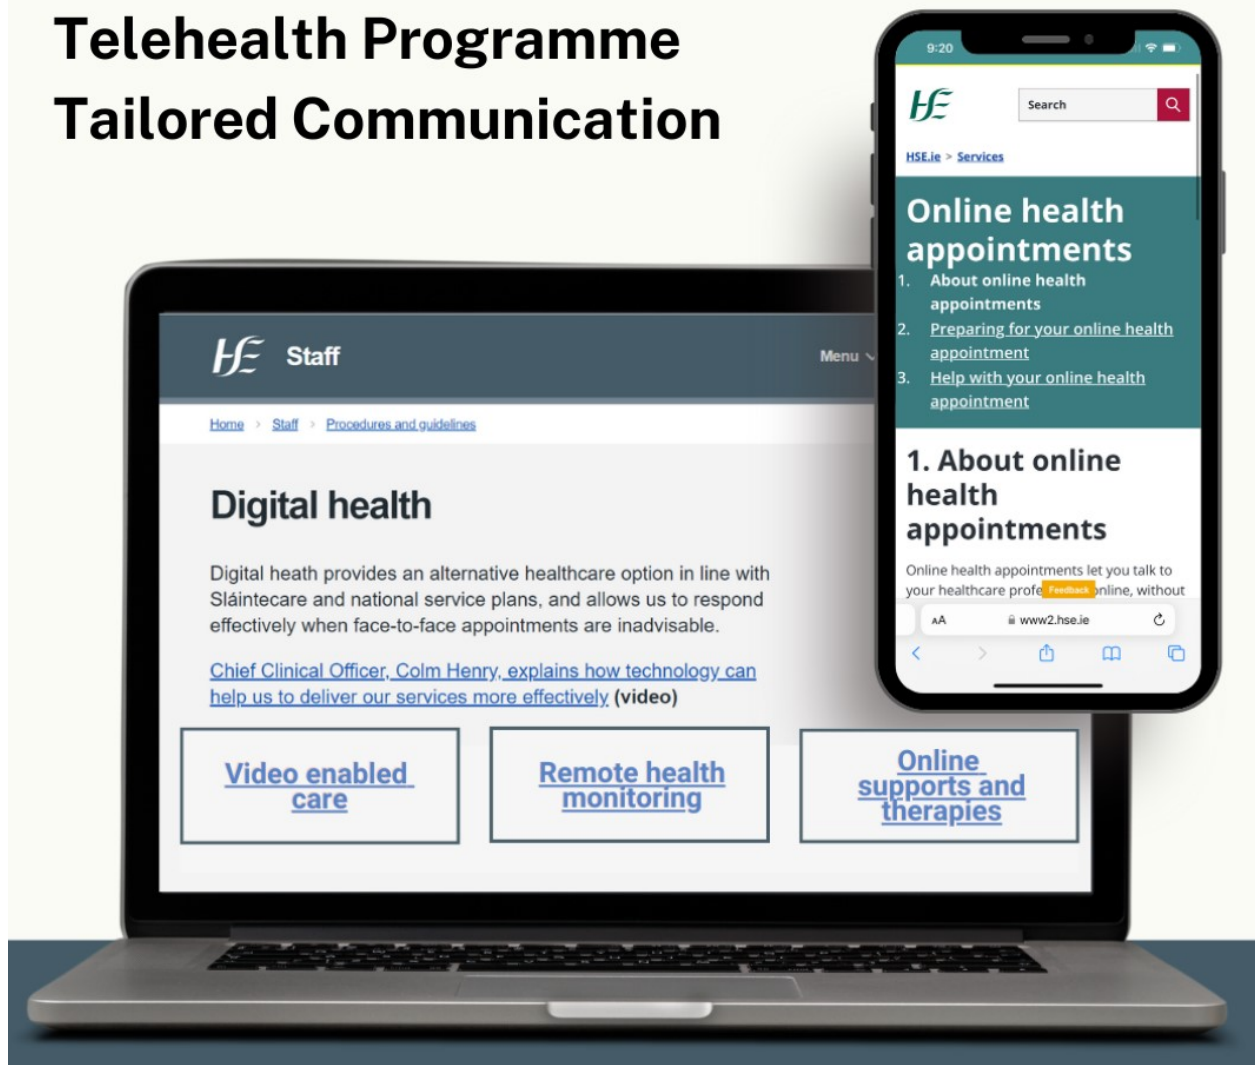 Telehealth Programme
Tailored Communication
HE Staff
Menu
Home > Staff > Procedures and guidelines
Digital health
Digital heath provides an alternative healthcare option in line with
Sláintecare and national service plans, and allows us to respond
effectively when face-to-face appointments are inadvisable.
Chief Clinical Officer, Colm Henry, explains how technology can
help us to deliver our services more effectively (video)
Video enabled
care
Remote health
monitoring
Online
supports and
therapies
9:20
HE
Search
HSE.ie > Services
Online health
appointments
1. About online health
appointments
2. Preparing for your online health
appointment
3. Help with your online health
appointment
1. About online
health
appointments
Online health appointments let you talk to
your healthcare online, without
Feedback
AA www2.hse.ie